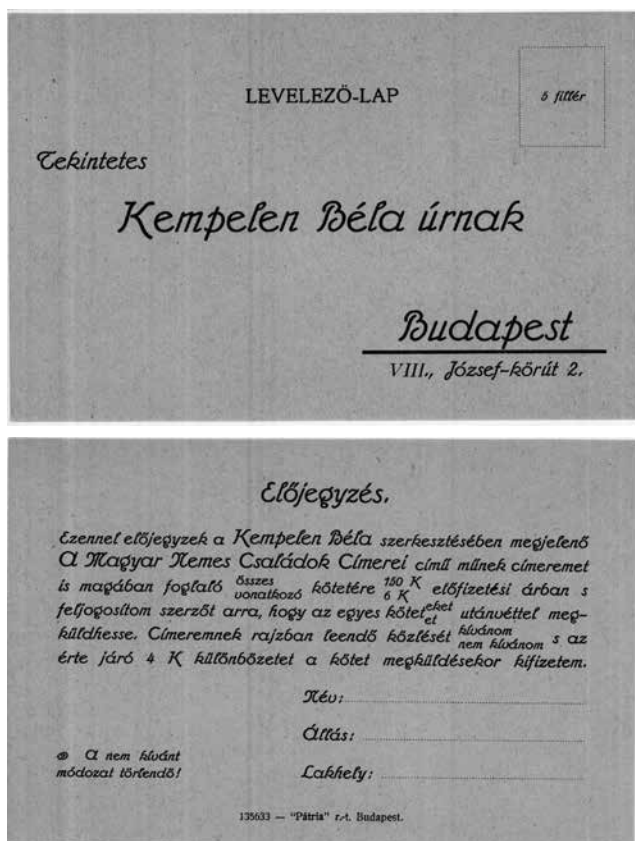 LEVELEZŐ-LAP
5 fillér
Tekintetes
Kempelen Béla úrnak
Budapest
VIII., József-körút 2.
Előjegyzés.
Ezennel előjegyzek a Kempelen Béla szerkesztésében megjelenő
A Magyar Nemes Családok Címerei című műnek címeremet
is magában foglaló összes vonatkozó kötetére 150 K 6 K előfizetési árban s
feljogosítom szerzőt arra, hogy az egyes köteteket et utánvéttel meg-
küldhesse. Címeremnek rajzban leendő közlését kívánom nem kívánom s az
érte járó 4 K különbözetet a kötet megküldésekor kifizetem.
Név:
Állás:
A nem kívánt
módozat törlendő!
Lakhely:
135633 — "Pátria" r.-t. Budapest.